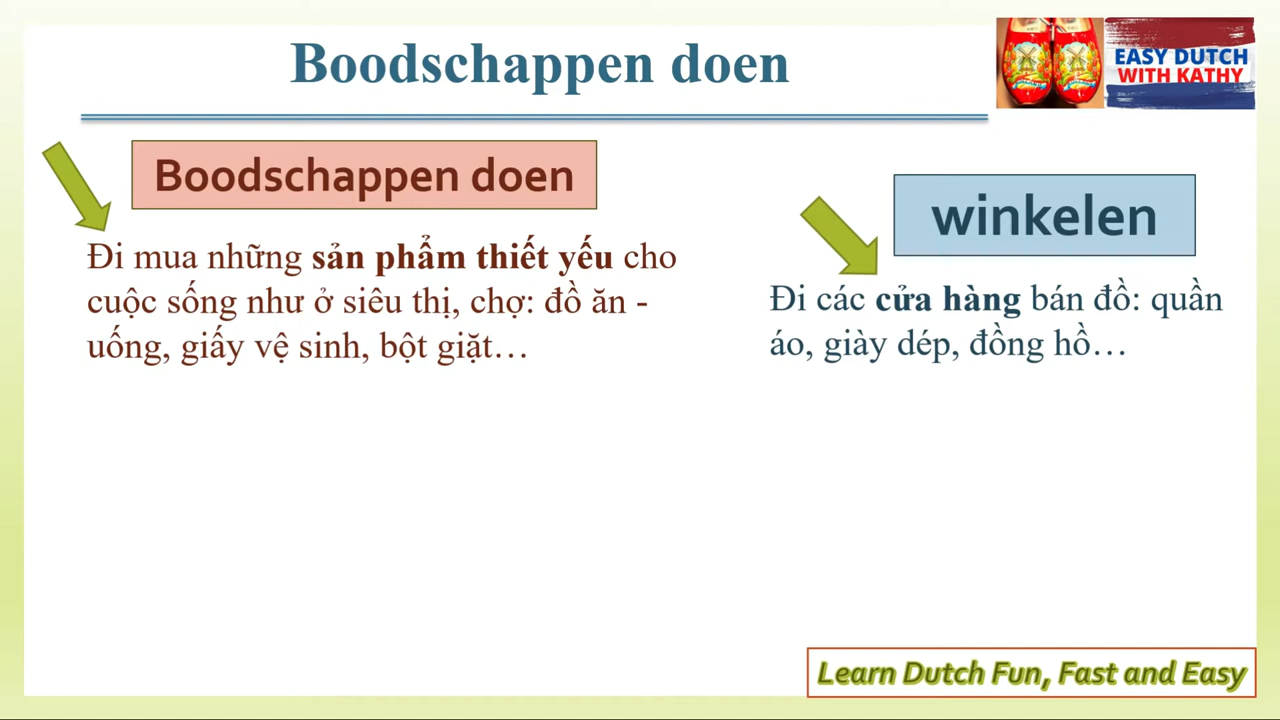 Boodschappen doen
EASY DUTCH
WITH KATHY
Boodschappen doen
Đi mua những sản phẩm thiết yếu cho
cuộc sống như ở siêu thị, chợ: đồ ăn -
uống, giấy vệ sinh, bột giặt…
winkelen
Đi các cửa hàng bán đồ: quần
áo, giày dép, đồng hồ…
Learn Dutch Fun, Fast and Easy